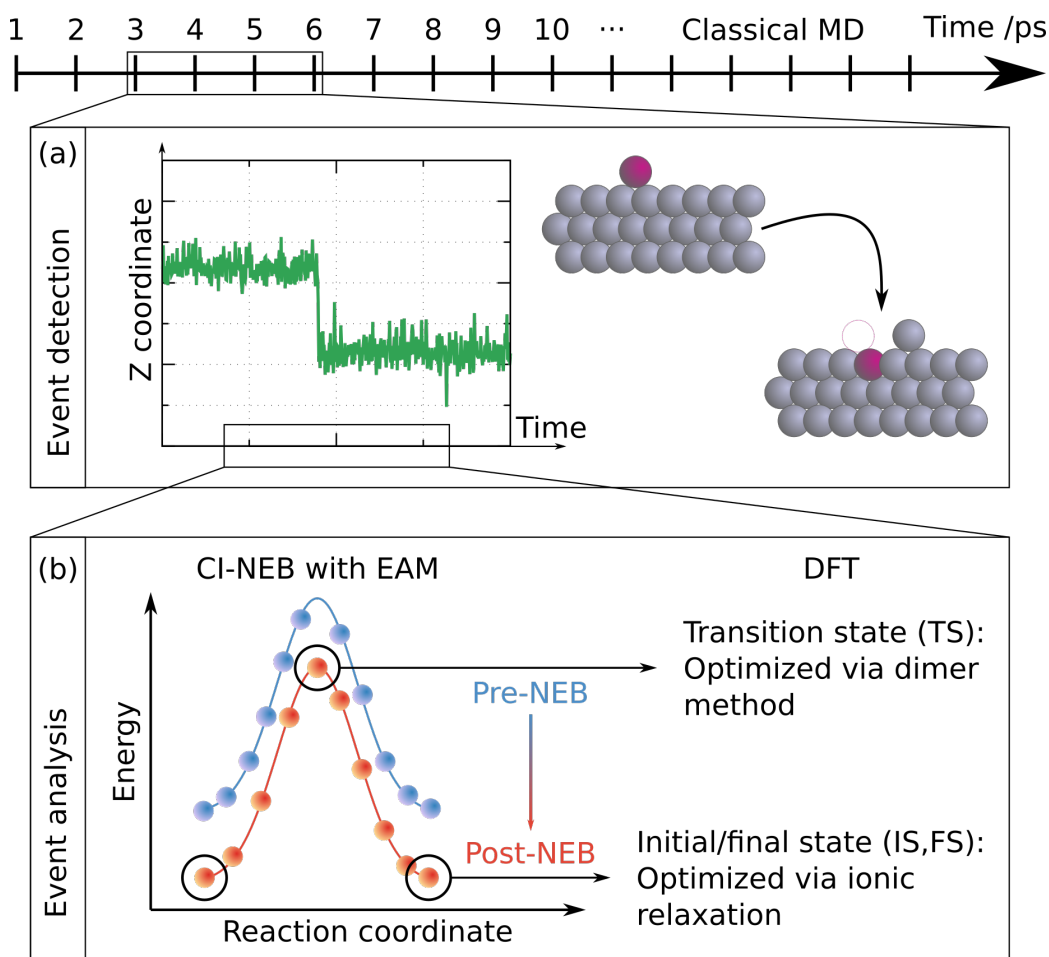 1 2 3 4 5 6 7 8 9 10 ... Classical MD Time /ps
(a)
Event detection
Z coordinate
Time
(b)
Event analysis
CI-NEB with EAM
DFT
Energy
Reaction coordinate
Pre-NEB
Post-NEB
Transition state (TS):
Optimized via dimer
method
Initial/final state (IS,FS):
Optimized via ionic
relaxation